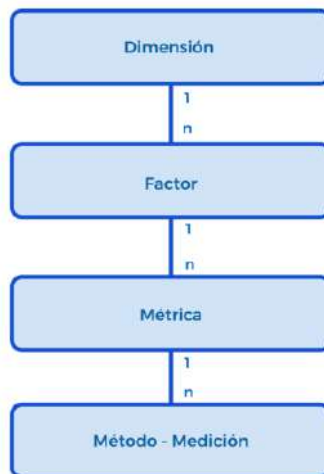 Dimensión
1
n
Factor
1
n
Métrica
1
n
Método - Medición